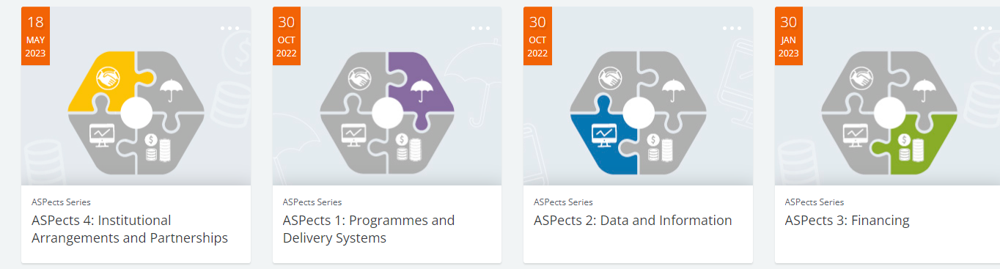 18
MAY
2023
ASPects Series
ASPects 4: Institutional
Arrangements and Partnerships
30
OCT
2022
$
ASPects Series
ASPects 1: Programmes and
Delivery Systems
30
OCT
2022
$
ASPects Series
ASPects 2: Data and Information
30
JAN
2023
$
ASPects Series
ASPects 3: Financing